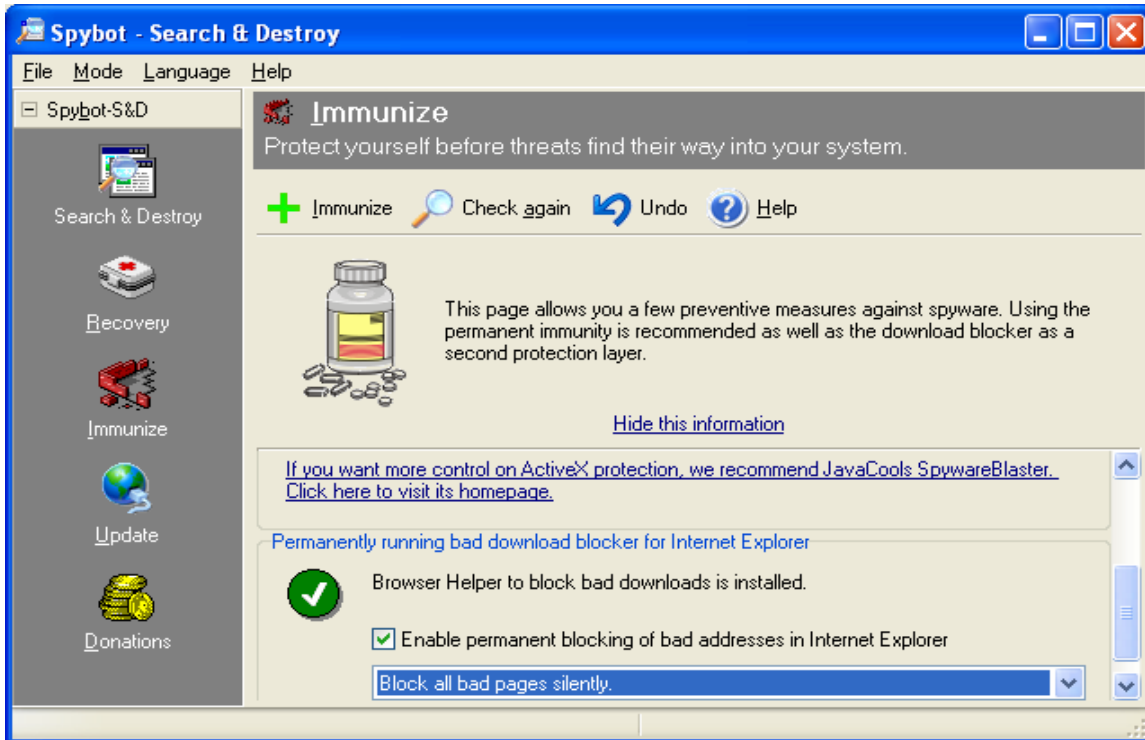 Spybot - Search & Destroy
File Mode Language Help
Spybot-S&D
Search & Destroy
Recovery
Immunize
Update
Donations
Immunize
Protect yourself before threats find their way into your system.
Immunize Check again Undo Help
This page allows you a few preventive measures against spyware. Using the
permanent immunity is recommended as well as the download blocker as a
second protection layer.
Hide this information
If you want more control on ActiveX protection, we recommend JavaCools SpywareBlaster.
Click here to visit its homepage.
Permanently running bad download blocker for Internet Explorer
Browser Helper to block bad downloads is installed.
Enable permanent blocking of bad addresses in Internet Explorer
Block all bad pages silently.